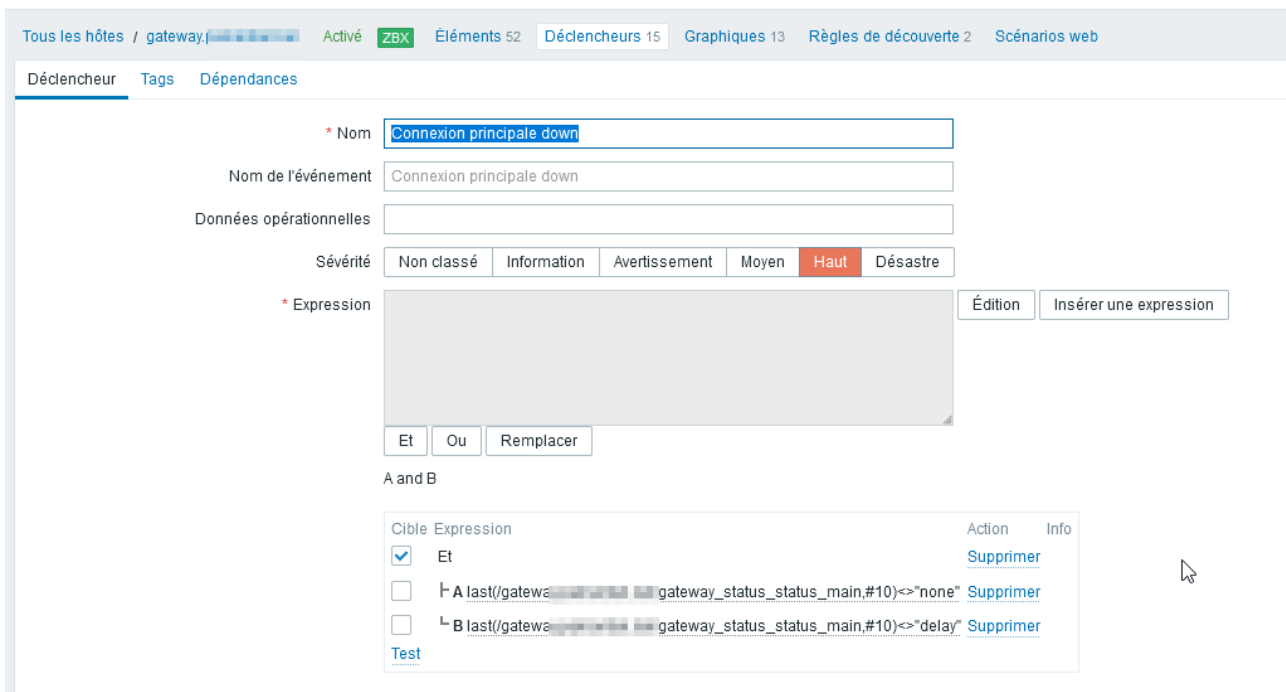 Tous les hôtes / gateway. Activé ZBX Éléments 52 Déclencheurs 15 Graphiques 13 Règles de découverte 2 Scénarios web
Déclencheur Tags Dépendances
* Nom Connexion principale down
Nom de l'événement Connexion principale down
Données opérationnelles
Sévérité Non classé Information Avertissement Moyen Haut Désastre
* Expression Édition Insérer une expression
Et Ou Remplacer
A and B
Cible Expression Action Info
Et Supprimer
A last(/gatewa gateway_status_status_main,#10)<>"none" Supprimer
B last(/gatewa gateway_status_status_main,#10)<>"delay" Supprimer
Test